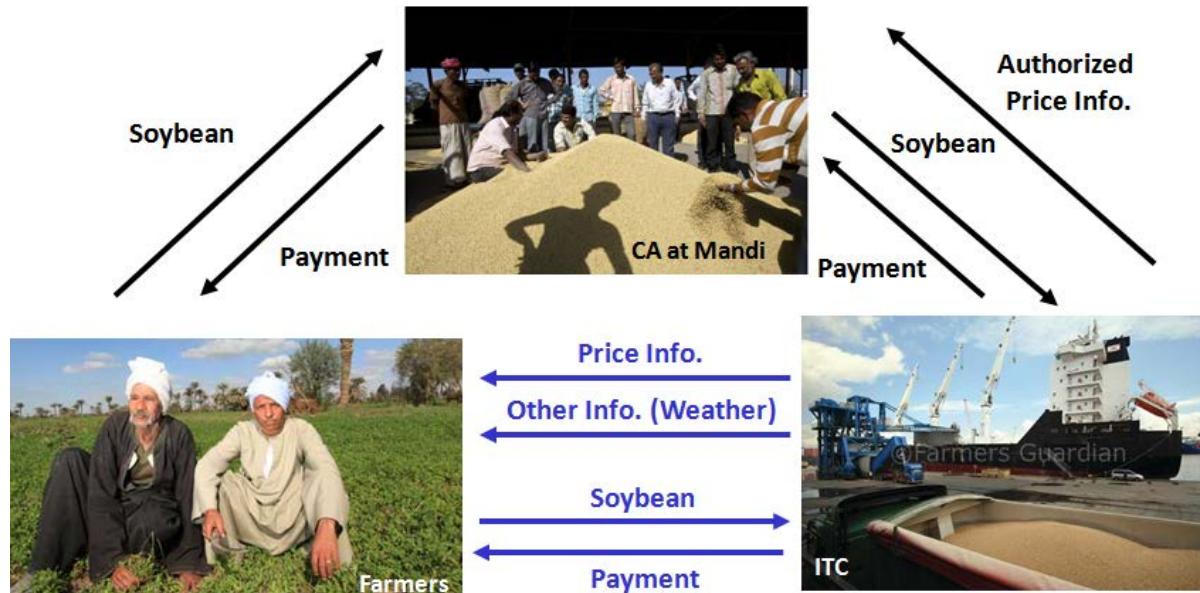 Authorized
Price Info.
Soybean
Soybean
CA at Mandi
Payment
Payment
Price Info.
Other Info. (Weather)
©Farmers Guardian
Soybean
Payment
Farmers
ITC